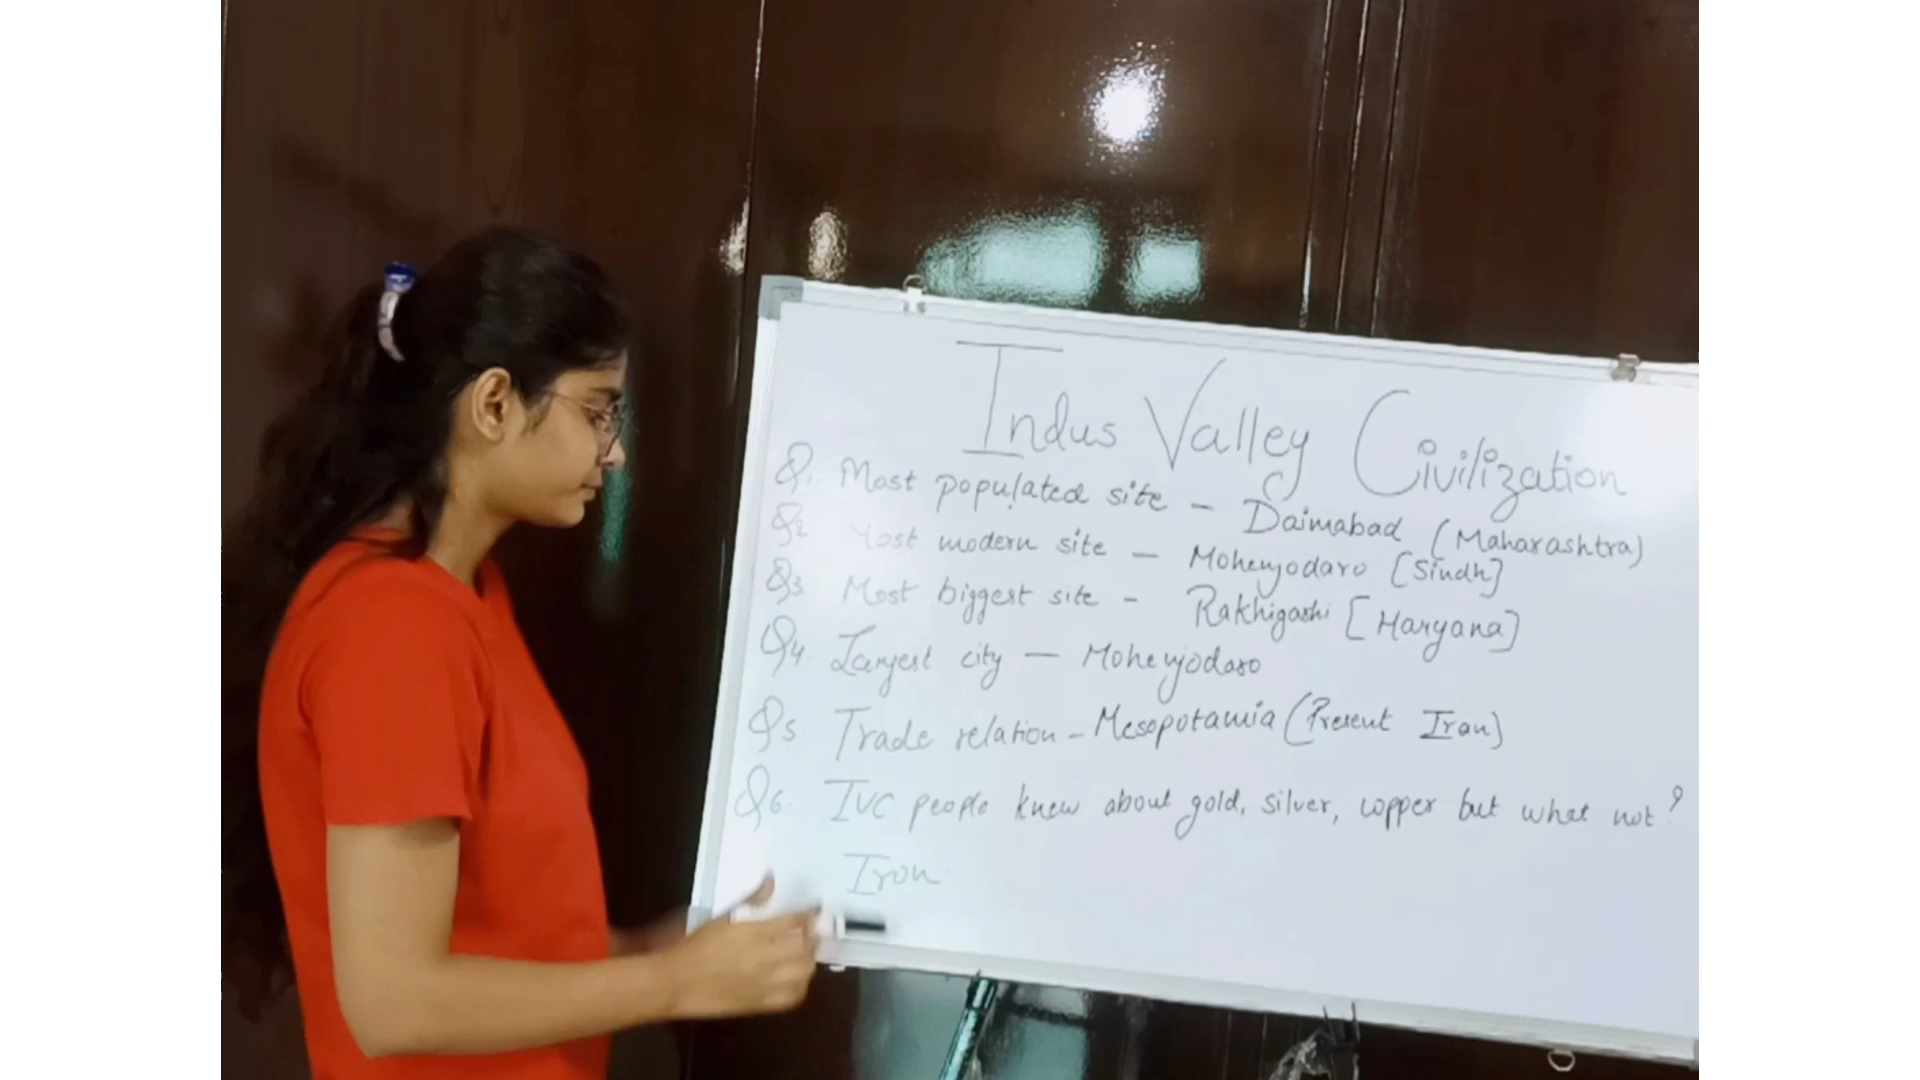 Indus Valley Civilization
Q1 Most populated site - Daimabad (Maharashtra)
Q2 Most modern site - Mohenjodaro [Sindh]
Q3 Most biggest site - Rakhigarhi [Haryana]
Q4 Largest city - Mohenjodaro
Q5 Trade relation - Mesopotamia (Present Iran)
Q6. IVC people knew about gold, silver, copper but what not?
Iron.